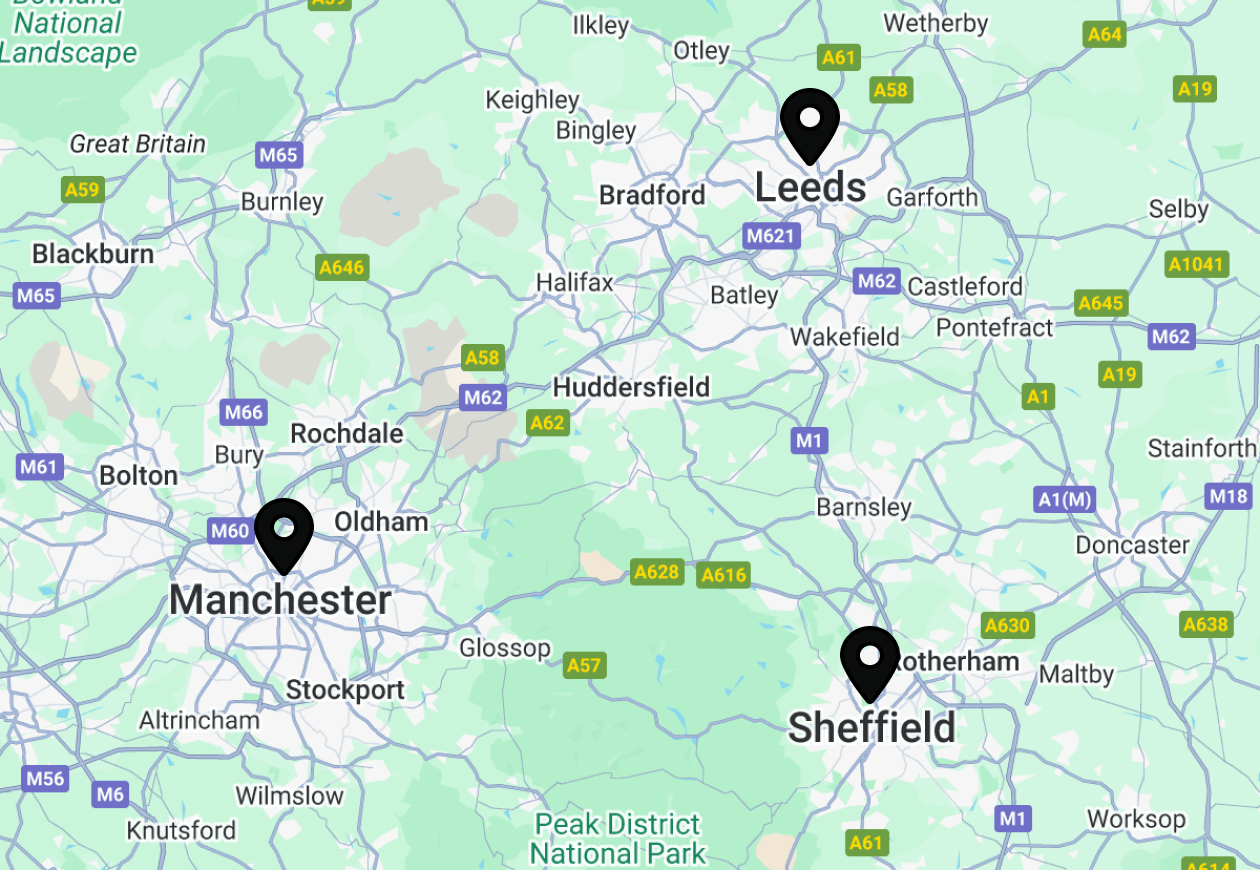 Bowland
National
Landscape
A59
Ilkley
Wetherby
A64
Otley
A61
A58
A19
Keighley
Bingley
Great Britain
M65
A59
Burnley
Bradford
Leeds
Garforth
Selby
M621
Blackburn
A646
A1041
M65
Halifax
Batley
M62
Castleford
A645
Pontefract
M62
Wakefield
A58
A19
M62
Huddersfield
A1
M66
A62
Rochdale
M1
Stainforth
Bury
M61
Bolton
A1(M)
M18
Barnsley
M60
Oldham
Doncaster
A628
A616
Manchester
A630
A638
Glossop
A57
otherham
Maltby
Stockport
Altrincham
Sheffield
M56
M6
Wilmslow
Knutsford
Peak District
National Park
M1
Worksop
A61
A614